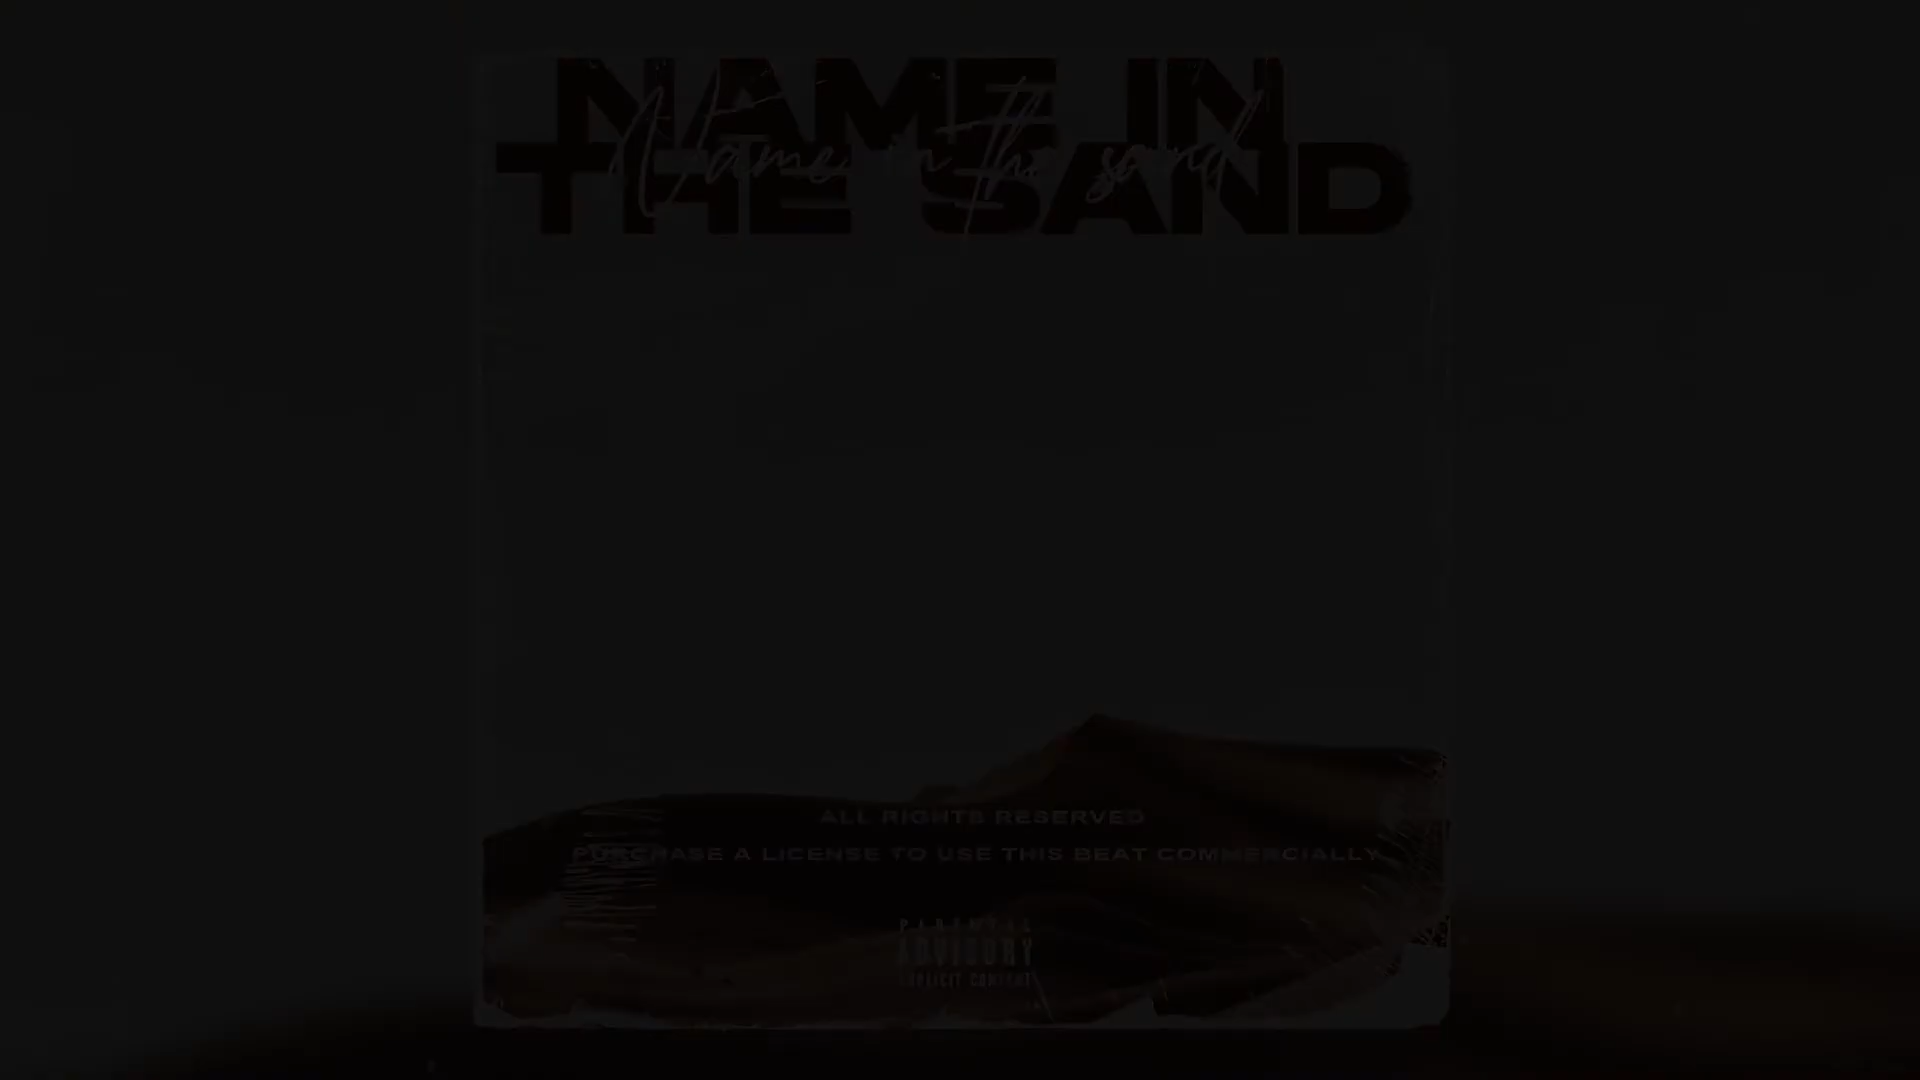 NAME IN
THE SAND
Name in the sand
ALL RIGHTS RESERVED
PURCHASE A LICENSE TO USE THIS BEAT COMMERCIALLY
PARENTAL
ADVISORY
EXPLICIT CONTENT